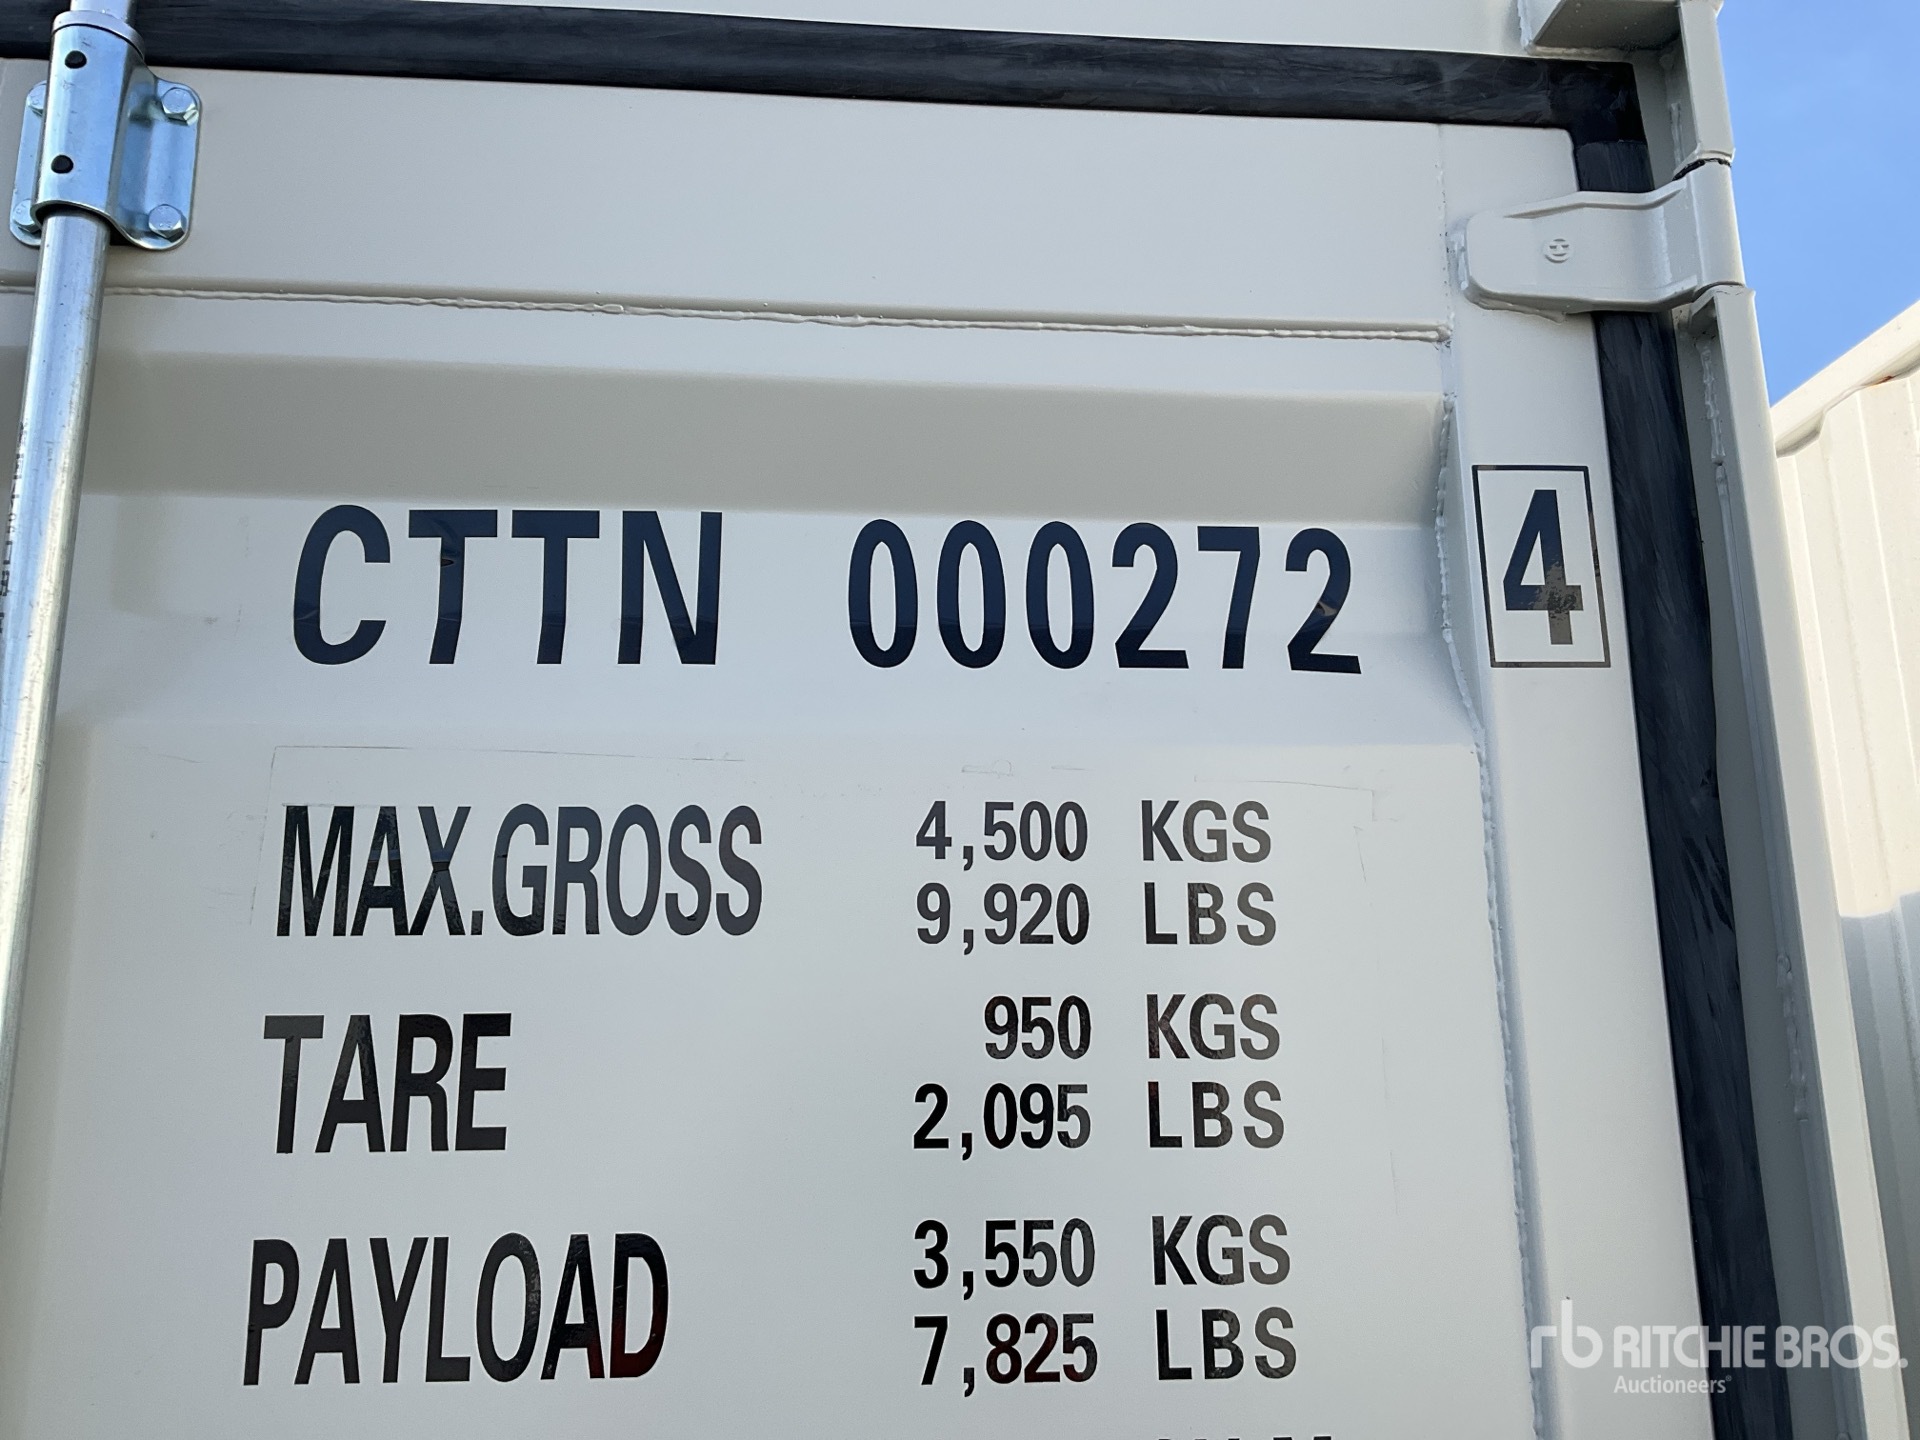 CTTN 000272 4
MAX.GROSS 4,500 KGS
9,920 LBS
TARE 950 KGS
2,095 LBS
PAYLOAD 3,550 KGS
7,825 LBS
rb RITCHIE BROS.
Auctioneers